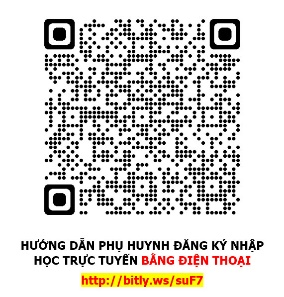 HƯỚNG DẪN PHỤ HUYNH ĐĂNG KÝ NHẬP
HỌC TRỰC TUYẾN BẰNG ĐIỆN THOẠI
http://bitly.ws/suF7